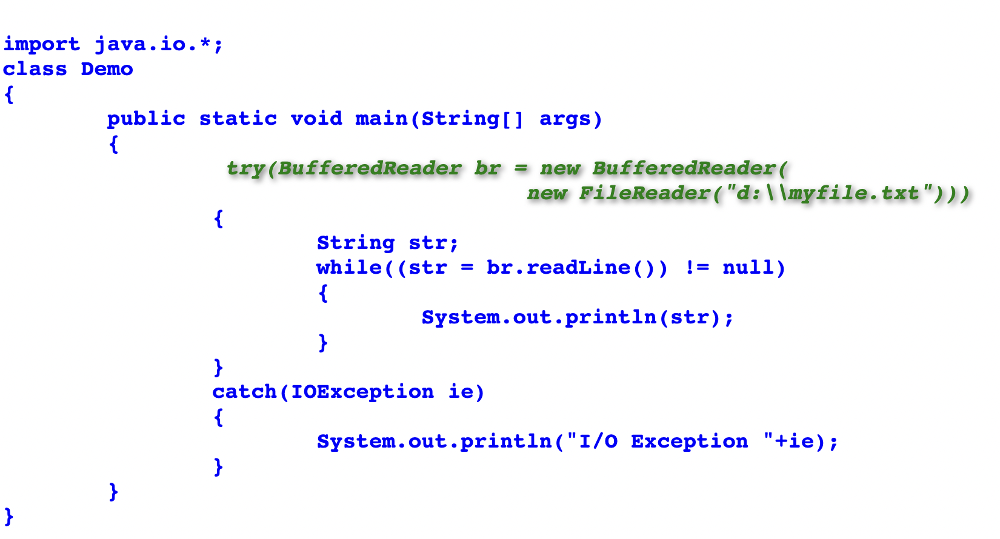 import java.io.*;
class Demo
{
public static void main(String[] args)
{
try(BufferedReader br = new BufferedReader(
new FileReader("d:\\myfile.txt")))
{
String str;
while((str = br.readLine()) != null)
{
System.out.println(str);
}
}
catch(IOException ie)
{
System.out.println("I/O Exception "+ie);
}
}
}